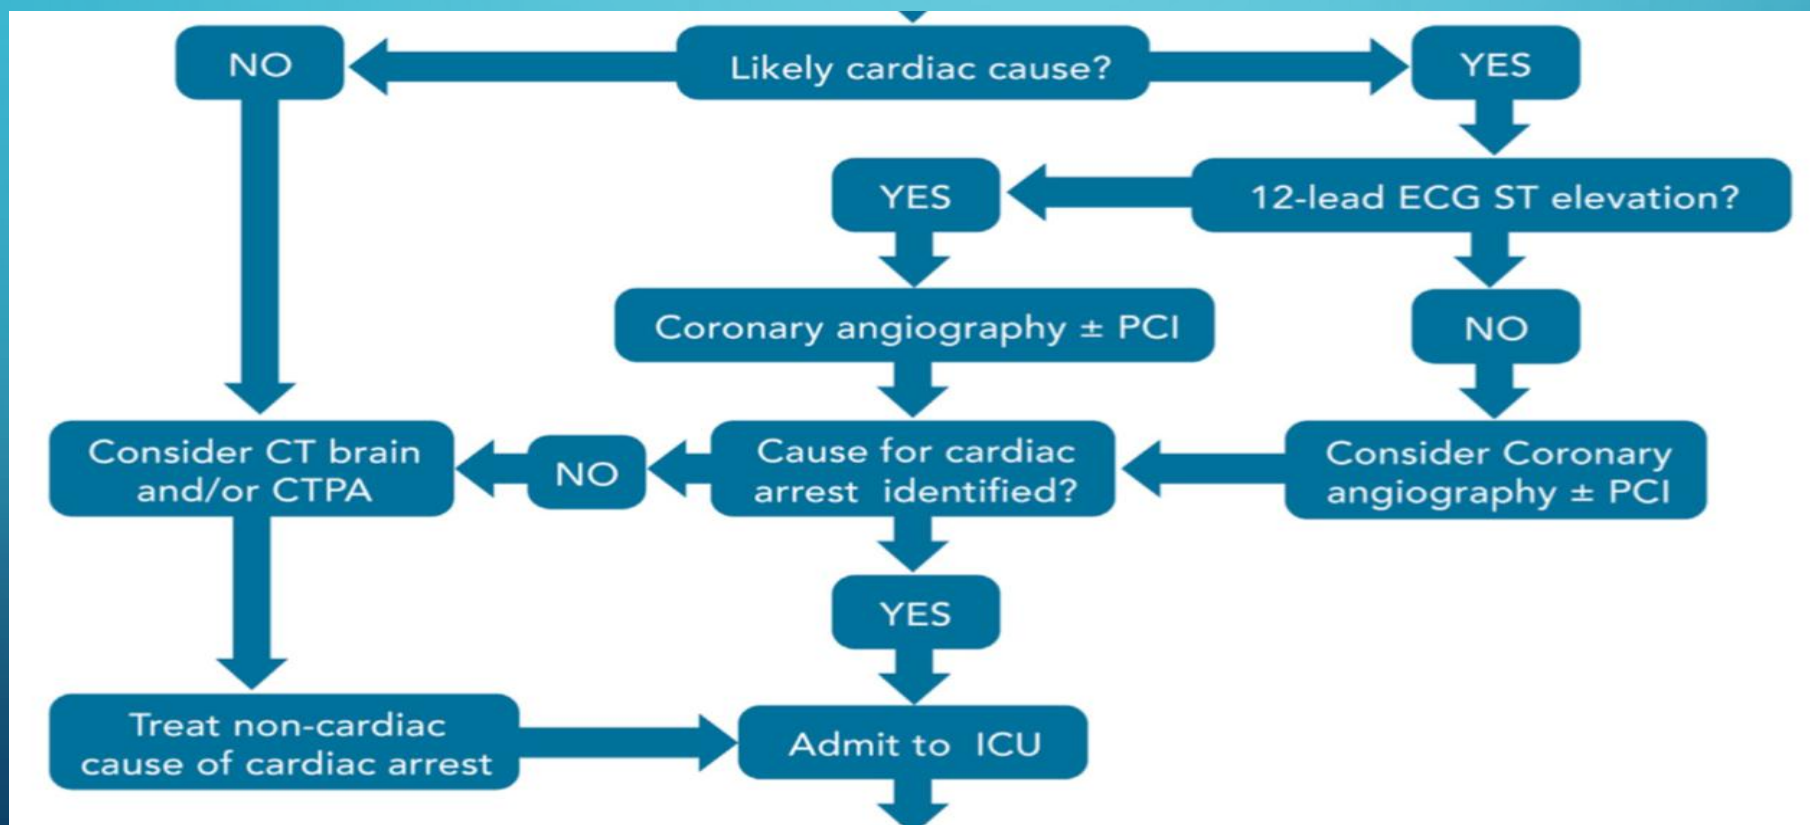 NO
Likely cardiac cause?
YES
YES
12-lead ECG ST elevation?
Coronary angiography ± PCI
NO
Consider CT brain
and/or CTPA
NO
Cause for cardiac
arrest identified?
Consider Coronary
angiography ± PCI
YES
Treat non-cardiac
cause of cardiac arrest
Admit to ICU